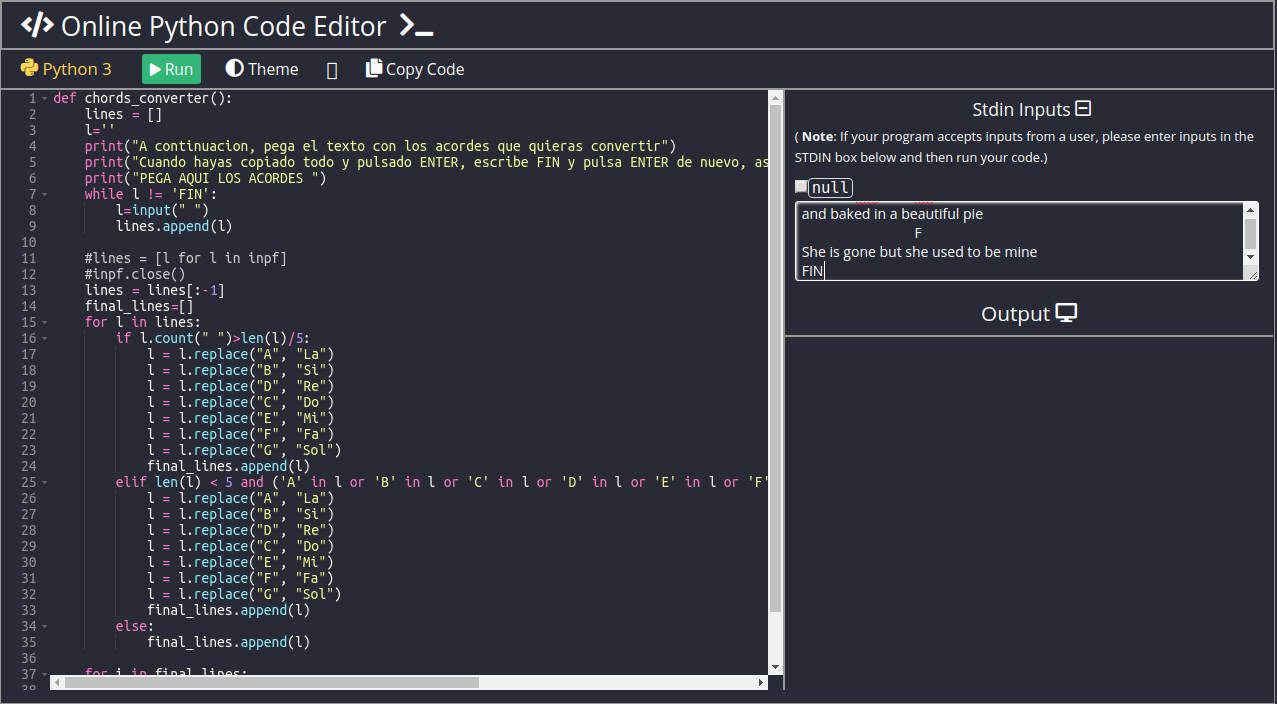 </> Online Python Code Editor >_
Python 3 Run Theme Copy Code
1 def chords_converter():
2     lines = []
3     l=''
4     print("A continuacion, pega el texto con los acordes que quieras convertir")
5     print("Cuando hayas copiado todo y pulsado ENTER, escribe FIN y pulsa ENTER de nuevo, as
6     print("PEGA AQUI LOS ACORDES ")
7     while l != 'FIN':
8         l=input(" ")
9         lines.append(l)
10
11     #lines = [l for l in inpf]
12     #inpf.close()
13     lines = lines[:-1]
14     final_lines=[]
15     for l in lines:
16         if l.count(" ")>len(l)/5:
17             l = l.replace("A", "La")
18             l = l.replace("B", "Si")
19             l = l.replace("D", "Re")
20             l = l.replace("C", "Do")
21             l = l.replace("E", "Mi")
22             l = l.replace("F", "Fa")
23             l = l.replace("G", "Sol")
24             final_lines.append(l)
25         elif len(l) < 5 and ('A' in l or 'B' in l or 'C' in l or 'D' in l or 'E' in l or 'F'
26             l = l.replace("A", "La")
27             l = l.replace("B", "Si")
28             l = l.replace("D", "Re")
29             l = l.replace("C", "Do")
30             l = l.replace("E", "Mi")
31             l = l.replace("F", "Fa")
32             l = l.replace("G", "Sol")
33             final_lines.append(l)
34         else:
35             final_lines.append(l)
36
37     for i in final_lines:
38
Stdin Inputs
( Note: If your program accepts inputs from a user, please enter inputs in the
STDIN box below and then run your code.)
null
and baked in a beautiful pie
F
She is gone but she used to be mine
FIN
Output